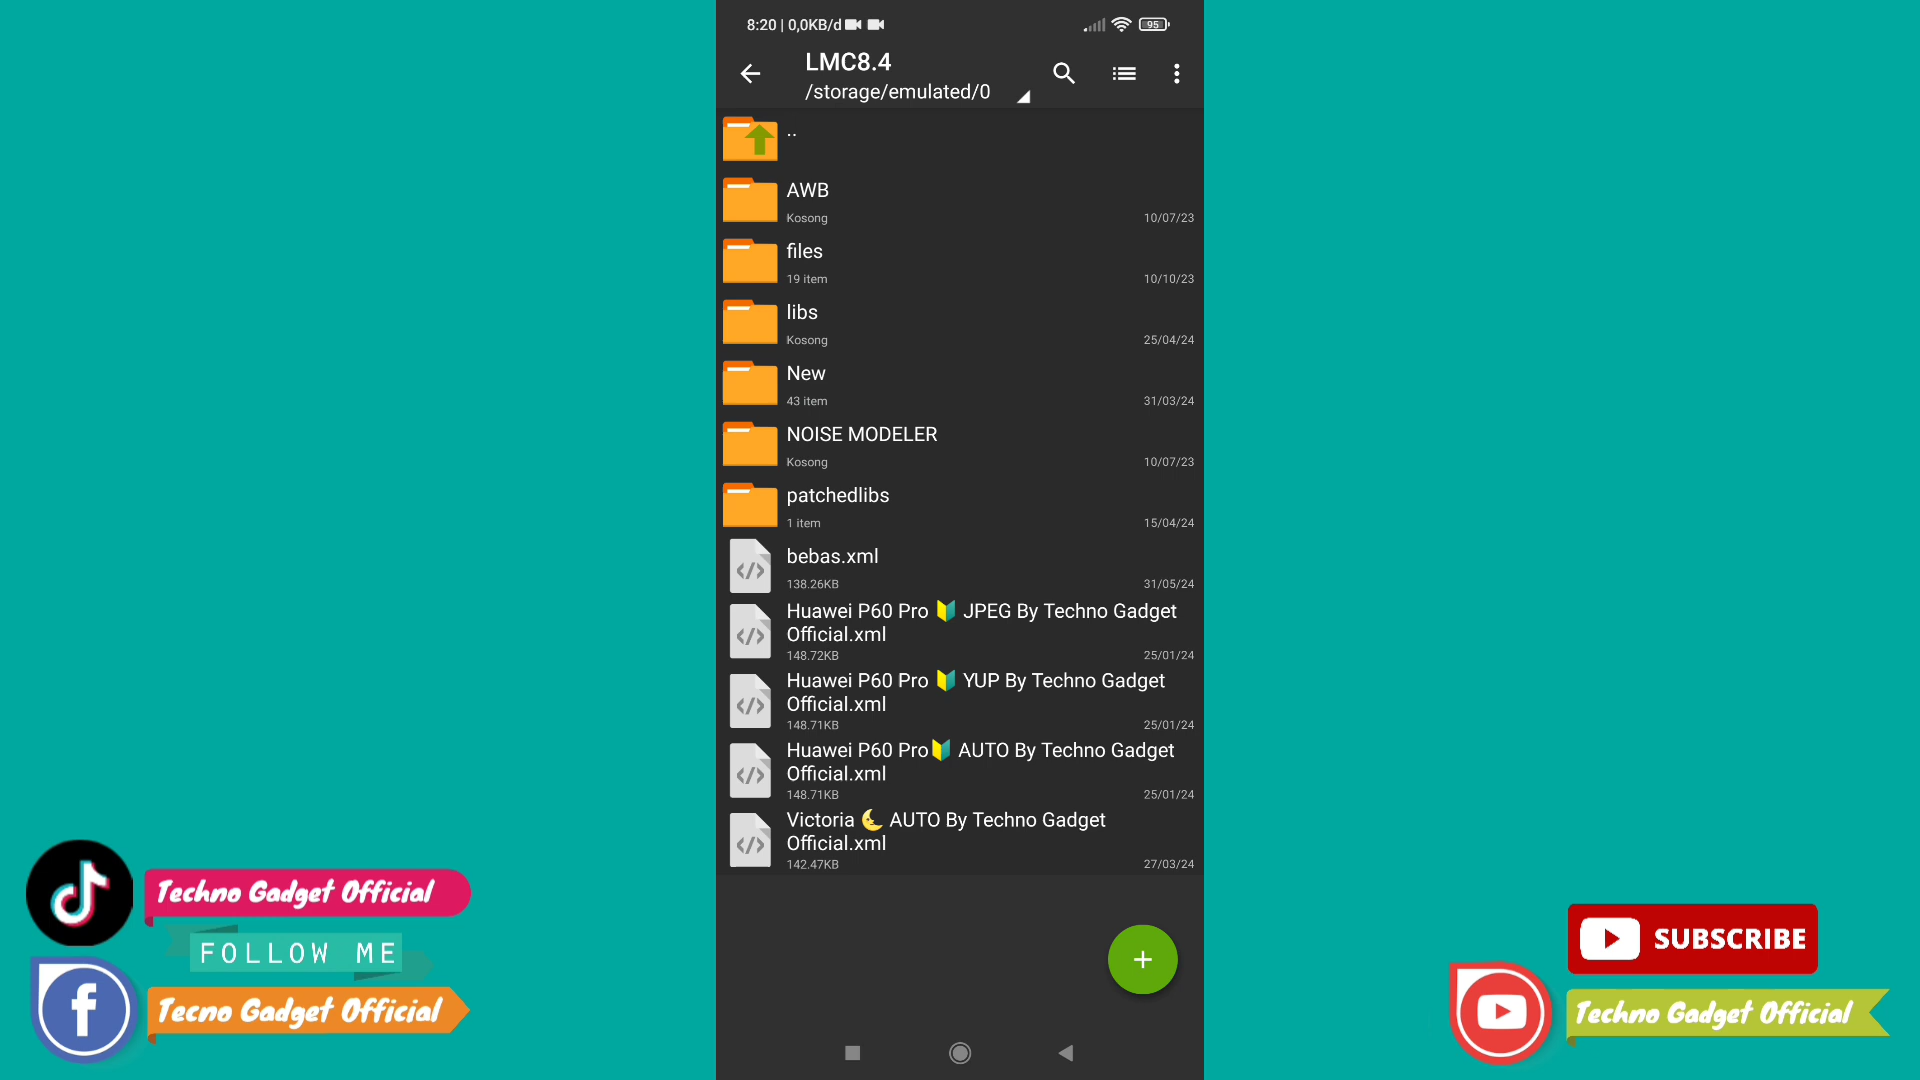 8:20 | 0,0KB/d
95
LMC8.4
/storage/emulated/0
..
AWB
Kosong
10/07/23
files
19 item
10/10/23
libs
Kosong
25/04/24
New
43 item
31/03/24
NOISE MODELER
Kosong
10/07/23
patchedlibs
1 item
15/04/24
bebas.xml
138.26KB
31/05/24
Huawei P60 Pro 🔰 JPEG By Techno Gadget
Official.xml
148.72KB
25/01/24
Huawei P60 Pro 🔰 YUP By Techno Gadget
Official.xml
148.71KB
25/01/24
Huawei P60 Pro🔰 AUTO By Techno Gadget
Official.xml
148.71KB
25/01/24
Victoria 🌜 AUTO By Techno Gadget
Official.xml
142.47KB
27/03/24
Techno Gadget Official
FOLLOW ME
Tecno Gadget Official
SUBSCRIBE
Techno Gadget Official